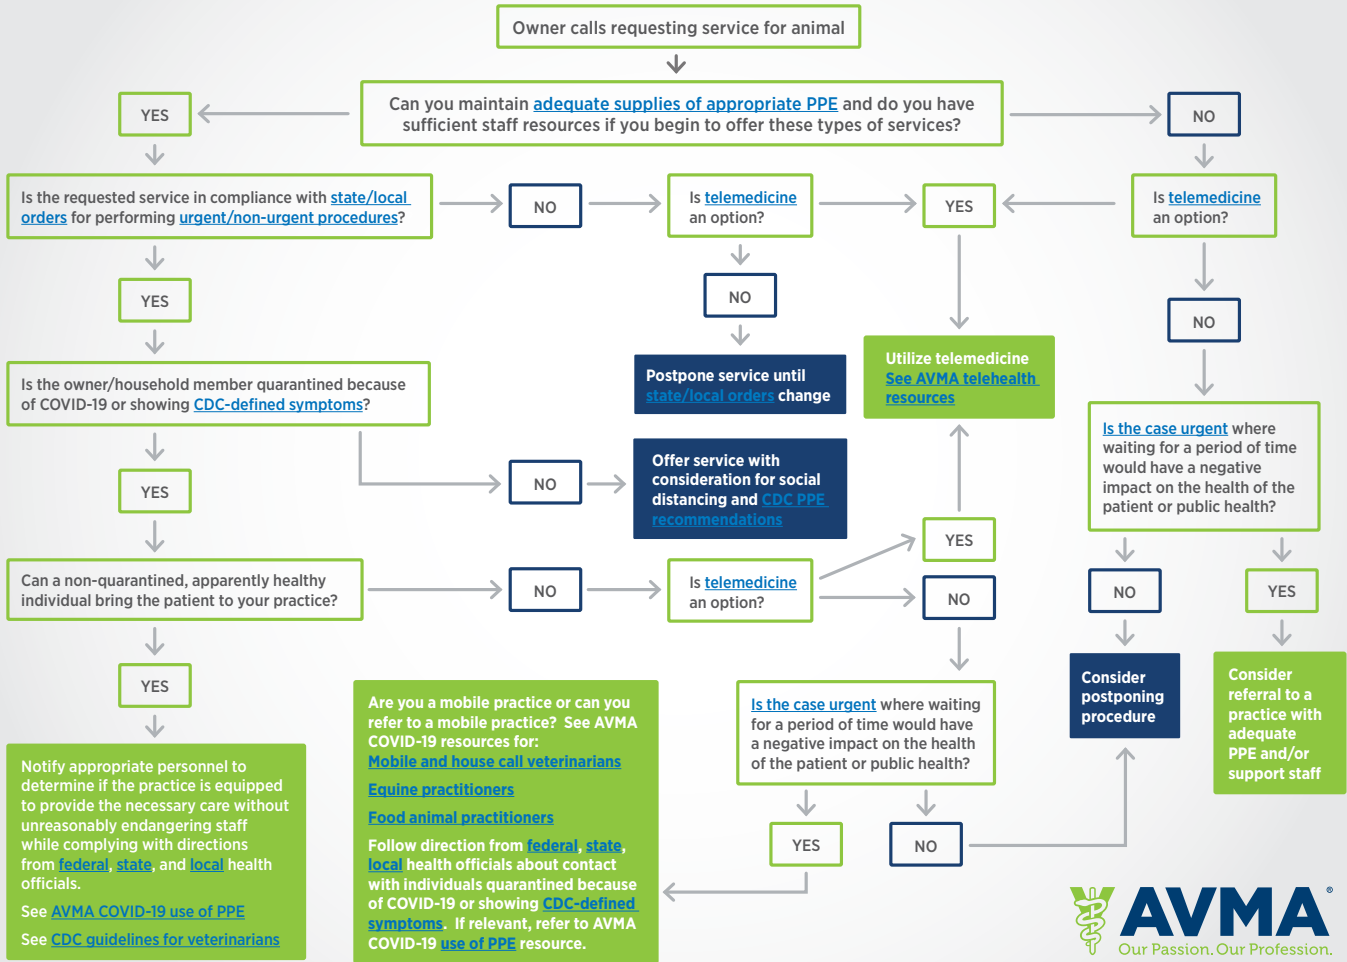 Owner calls requesting service for animal
Can you maintain adequate supplies of appropriate PPE and do you have
sufficient staff resources if you begin to offer these types of services?
YES
NO
Is the requested service in compliance with state/local
orders for performing urgent/non-urgent procedures?
NO
Is telemedicine
an option?
YES
Is telemedicine
an option?
YES
NO
NO
Postpone service until
state/local orders change
Utilize telemedicine
See AVMA telehealth
resources
Is the owner/household member quarantined because
of COVID-19 or showing CDC-defined symptoms?
Is the case urgent where
waiting for a period of time
would have a negative
impact on the health of the
patient or public health?
YES
NO
Offer service with
consideration for social
distancing and CDC PPE
recommendations
YES
Can a non-quarantined, apparently healthy
individual bring the patient to your practice?
NO
Is telemedicine
an option?
NO
NO
YES
YES
Consider
postponing
procedure
Consider
referral to a
practice with
adequate
PPE and/or
support staff
Is the case urgent where waiting
for a period of time would have
a negative impact on the health
of the patient or public health?
YES
NO
Are you a mobile practice or can you
refer to a mobile practice? See AVMA
COVID-19 resources for:
Mobile and house call veterinarians
Equine practitioners
Food animal practitioners
Follow direction from federal, state,
local health officials about contact
with individuals quarantined because
of COVID-19 or showing CDC-defined
symptoms. If relevant, refer to AVMA
COVID-19 use of PPE resource.
Notify appropriate personnel to
determine if the practice is equipped
to provide the necessary care without
unreasonably endangering staff
while complying with directions
from federal, state, and local health
officials.
See AVMA COVID-19 use of PPE
See CDC guidelines for veterinarians
AVMA®
Our Passion. Our Profession.